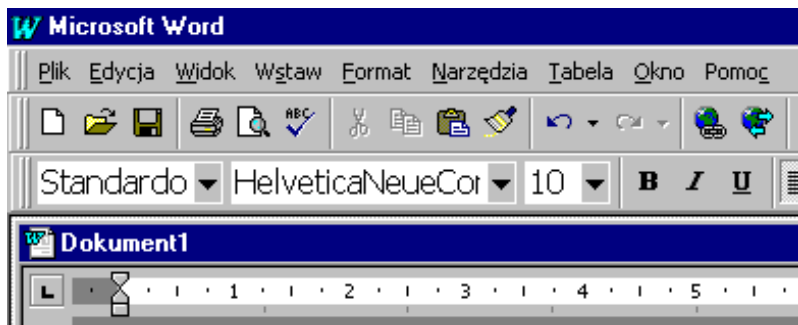 Microsoft Word
Plik Edycja Widok Wstaw Format Narzędzia Tabela Okno Pomoc
ABC
Standardo HelveticaNeueCor 10 B I U
Dokument1
L 1 2 3 4 5